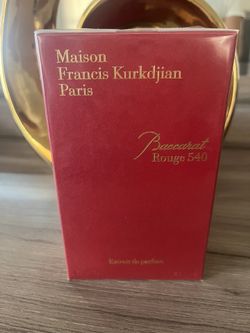 Maison
Francis Kurkdjian
Paris
Baccarat
Rouge 540
Extrait de parfum